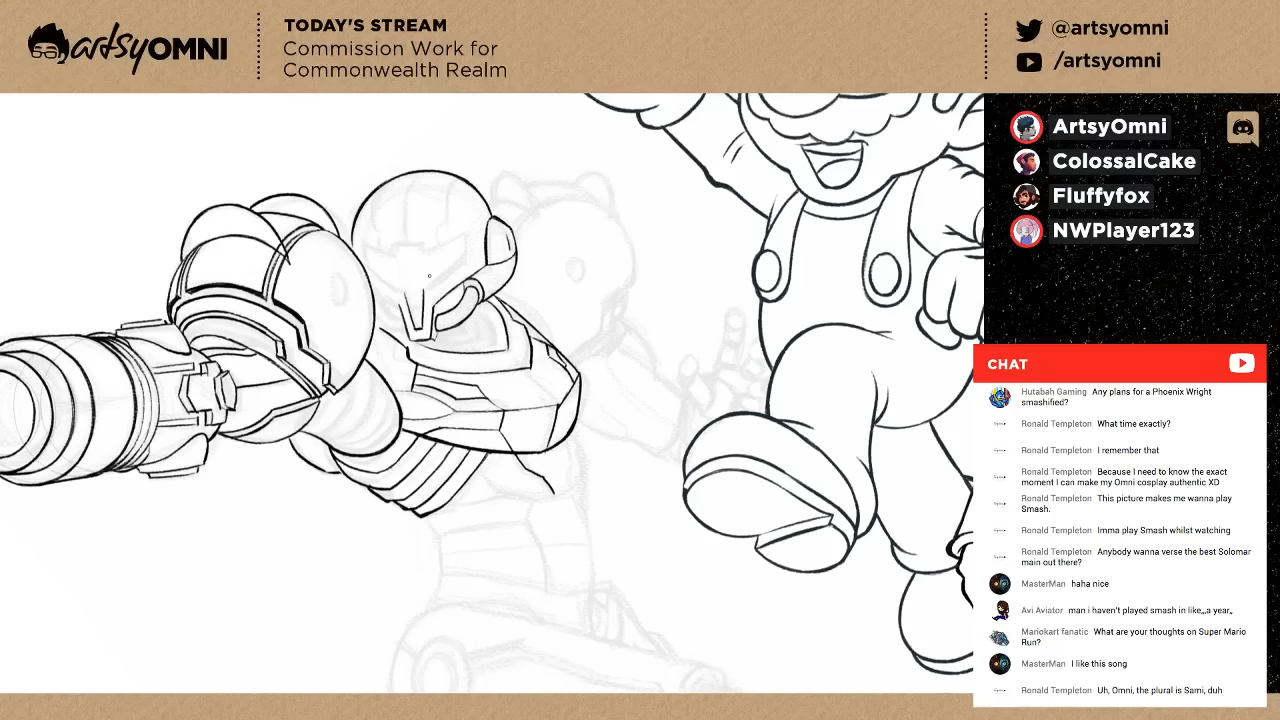 artsyOMNI
TODAY'S STREAM
Commission Work for
Commonwealth Realm
@artsyomni
/artsyomni
ArtsyOmni
ColossalCake
Fluffyfox
NWPlayer123
CHAT
Hutabah Gaming Any plans for a Phoenix Wright
smashified?
Ronald Templeton What time exactly?
Ronald Templeton I remember that
Ronald Templeton Because I need to know the exact
moment I can make my Omni cosplay authentic XD
Ronald Templeton This picture makes me wanna play
Smash.
Ronald Templeton Imma play Smash whilst watching
Ronald Templeton Anybody wanna verse the best Solomar
main out there?
MasterMan haha nice
Avi Aviator man i haven't played smash in like,,,a year,,
Mariokart fanatic What are your thoughts on Super Mario
Run?
MasterMan I like this song
Ronald Templeton Uh, Omni, the plural is Sami, duh